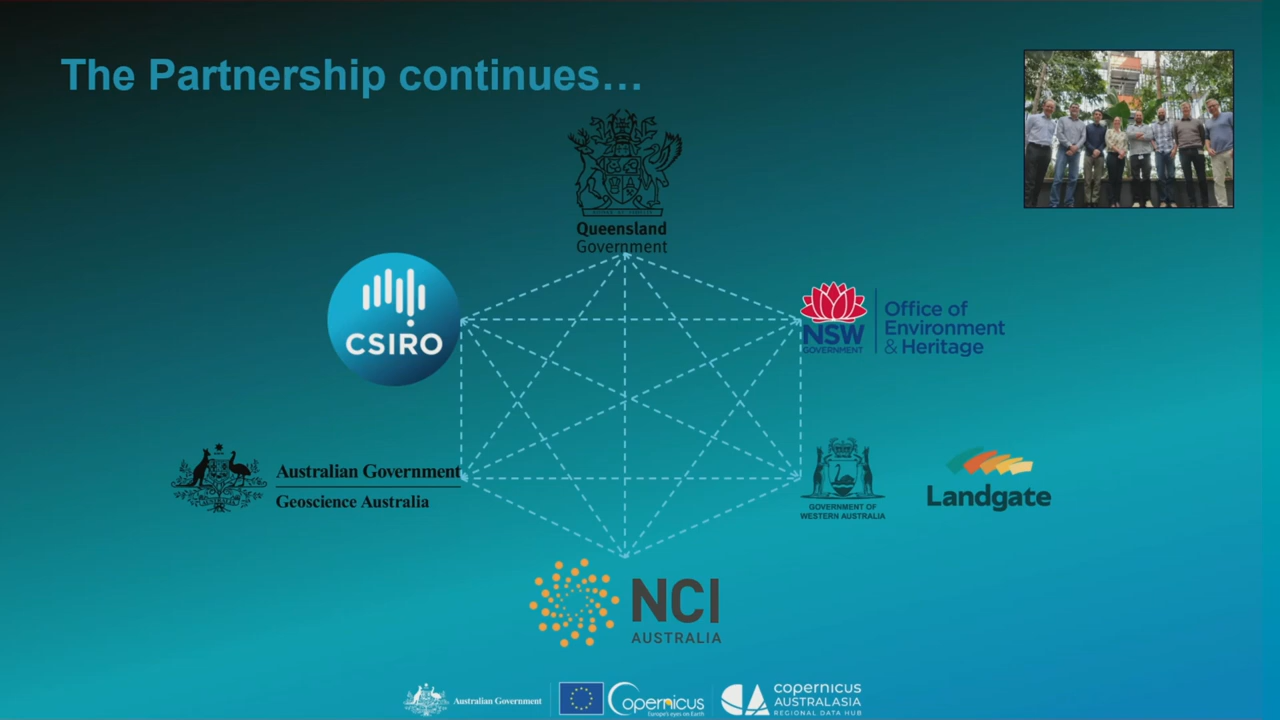 The Partnership continues...
Queensland
Government
CSIRO
NSW
GOVERNMENT
Office of
Environment
& Heritage
Australian Government
Geoscience Australia
GOVERNMENT OF
WESTERN AUSTRALIA
Landgate
NCI
AUSTRALIA
Australian Government
opernicus
Europe's eyes on Earth
copernicus
AUSTRALASIA
REGIONAL DATA HUB